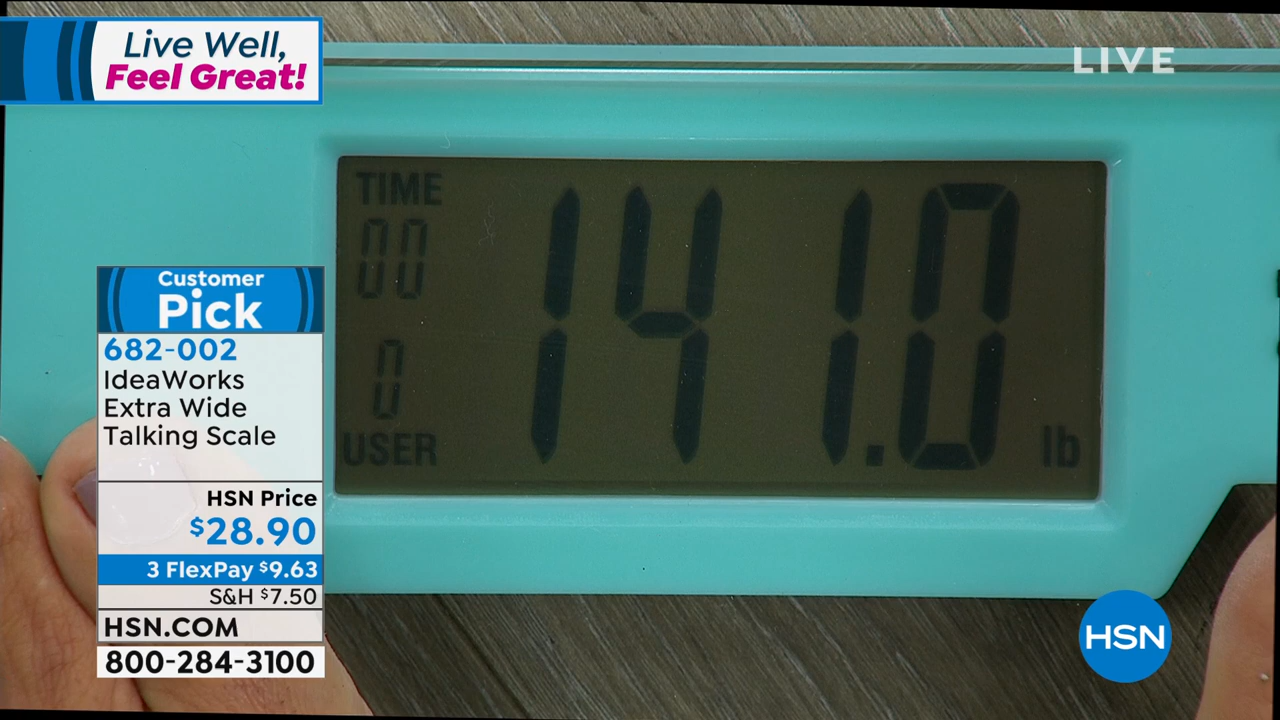 Live Well,
Feel Great!
LIVE
TIME
00
141.0
0
USER
lb
Customer
Pick
682-002
IdeaWorks
Extra Wide
Talking Scale
HSN Price
$28.90
3 FlexPay $9.63
S&H $7.50
HSN.COM
800-284-3100
HSN